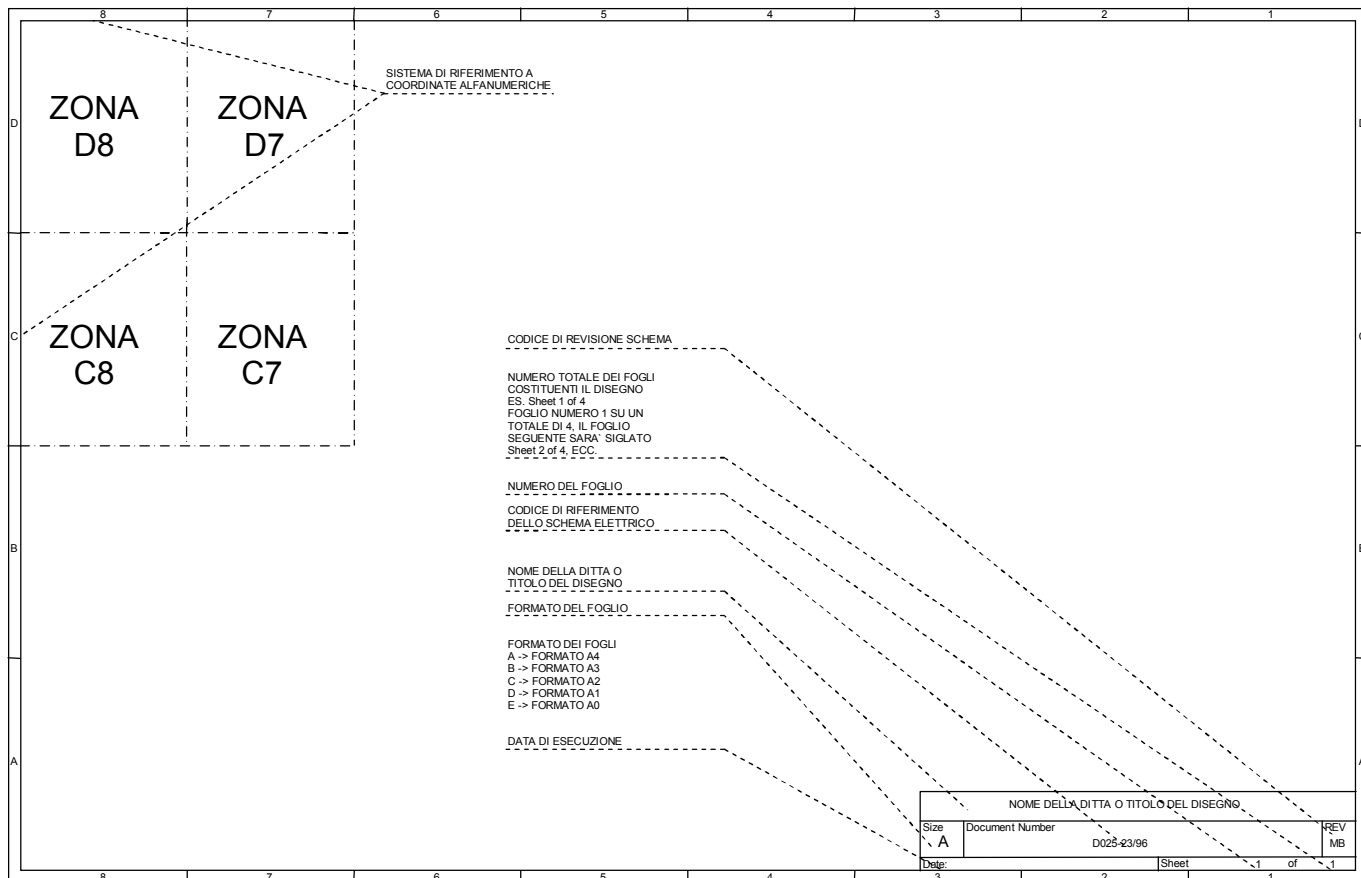 8 7 6 5 4 3 2 1
SISTEMA DI RIFERIMENTO A
COORDINATE ALFANUMERICHE
ZONA
D8
ZONA
D7
D
D
ZONA
C8
ZONA
C7
C
C
CODICE DI REVISIONE SCHEMA
NUMERO TOTALE DEI FOGLI
COSTITUENTI IL DISEGNO
ES. Sheet 1 of 4
FOGLIO NUMERO 1 SU UN
TOTALE DI 4, IL FOGLIO
SEGUENTE SARA` SIGLATO
Sheet 2 of 4, ECC.
NUMERO DEL FOGLIO
CODICE DI RIFERIMENTO
DELLO SCHEMA ELETTRICO
B
B
NOME DELLA DITTA O
TITOLO DEL DISEGNO
FORMATO DEL FOGLIO
FORMATO DEI FOGLI
A -> FORMATO A4
B -> FORMATO A3
C -> FORMATO A2
D -> FORMATO A1
E -> FORMATO A0
DATA DI ESECUZIONE
A
A
NOME DELLA DITTA O TITOLO DEL DISEGNO
Size
A
Document Number
D025-23/96
REV
MB
Date:
Sheet 1 of 1
8 7 6 5 4 3 2 1